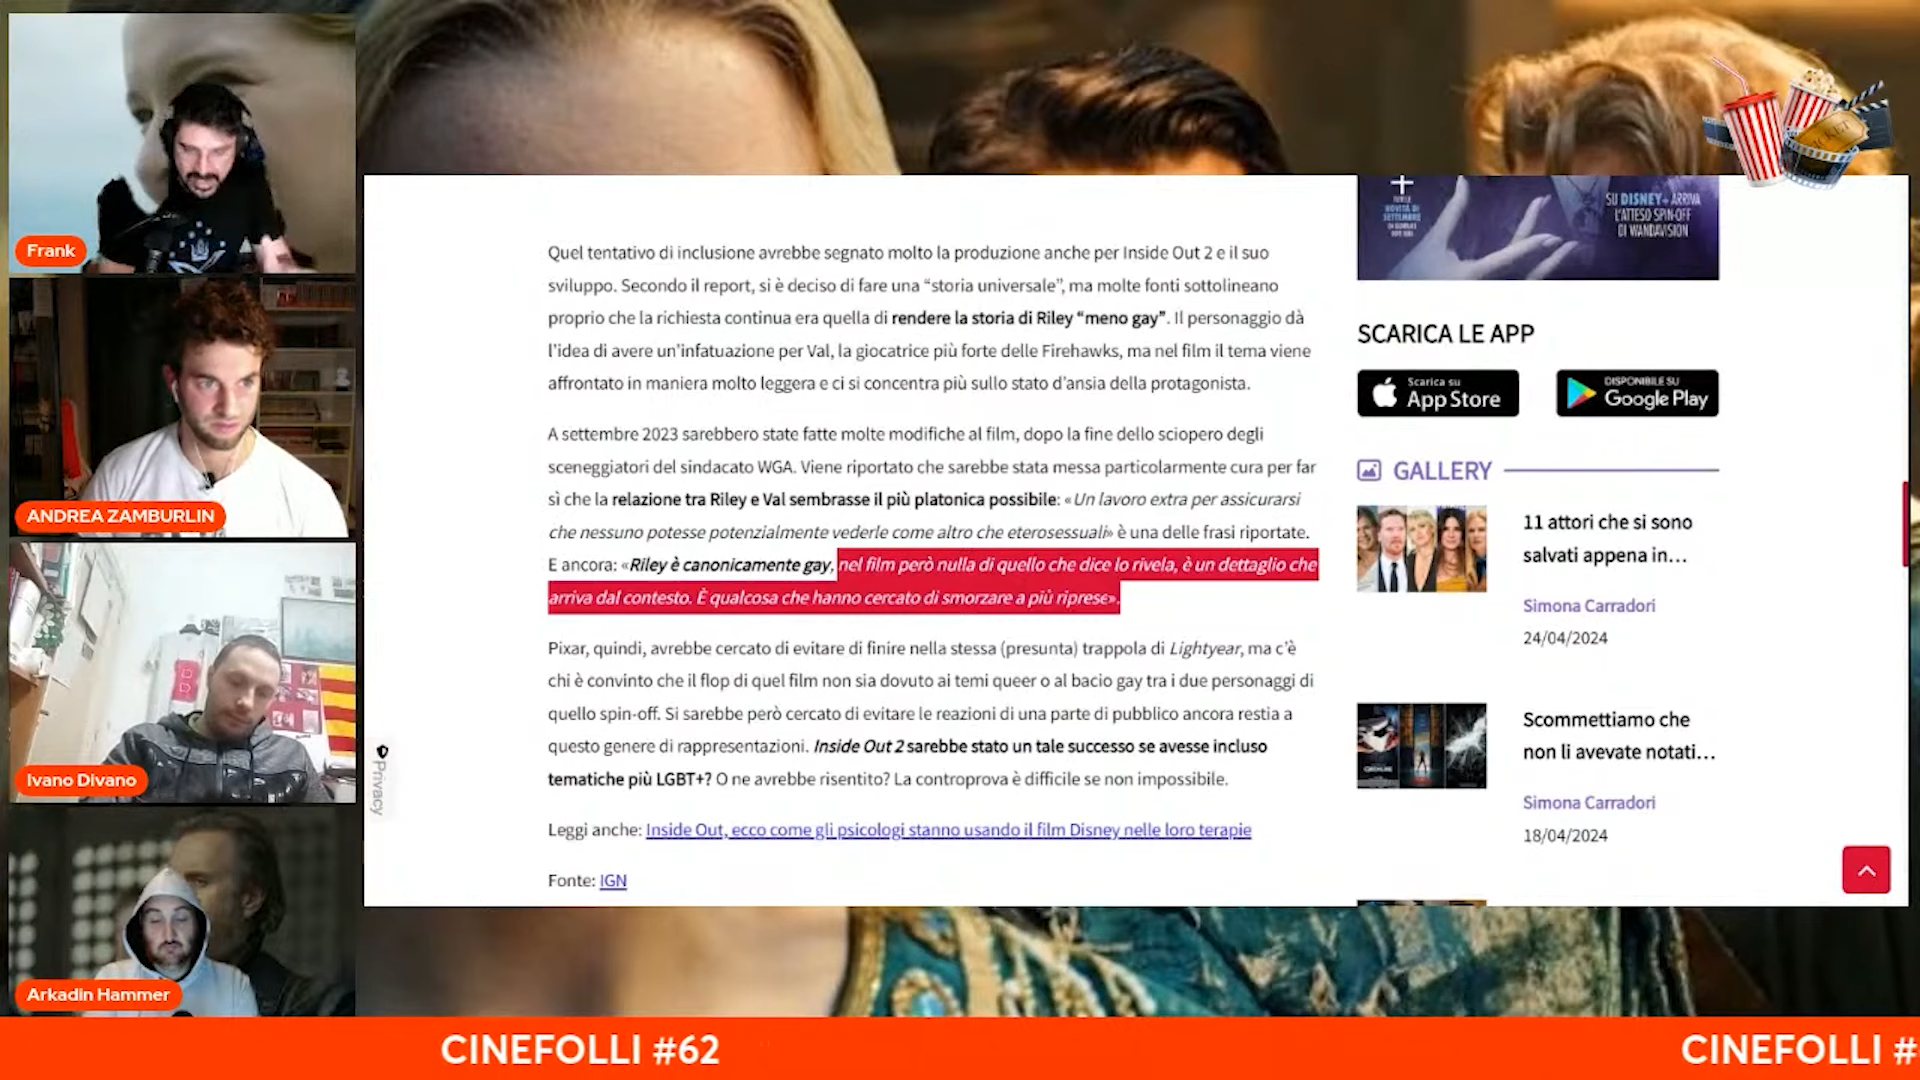 Frank
ANDREA ZAMBURLIN
Ivano Divano
Arkadin Hammer
Quel tentativo di inclusione avrebbe segnato molto la produzione anche per Inside Out 2 e il suo
sviluppo. Secondo il report, si è deciso di fare una “storia universale”, ma molte fonti sottolineano
proprio che la richiesta continua era quella di rendere la storia di Riley “meno gay”. Il personaggio dà
l’idea di avere un’infatuazione per Val, la giocatrice più forte delle Firehawks, ma nel film il tema viene
affrontato in maniera molto leggera e ci si concentra più sullo stato d’ansia della protagonista.
A settembre 2023 sarebbero state fatte molte modifiche al film, dopo la fine dello sciopero degli
sceneggiatori del sindacato WGA. Viene riportato che sarebbe stata messa particolarmente cura per far
sì che la relazione tra Riley e Val sembrasse il più platonica possibile: «Un lavoro extra per assicurarsi
che nessuno potesse potenzialmente vederle come altro che eterosessuali» è una delle frasi riportate.
E ancora: «Riley è canonicamente gay, nel film però nulla di quello che dice lo rivela, è un dettaglio che
arriva dal contesto. È qualcosa che hanno cercato di smorzare a più riprese».
Pixar, quindi, avrebbe cercato di evitare di finire nella stessa (presunta) trappola di Lightyear, ma c’è
chi è convinto che il flop di quel film non sia dovuto ai temi queer o al bacio gay tra i due personaggi di
quello spin-off. Si sarebbe però cercato di evitare le reazioni di una parte di pubblico ancora restia a
questo genere di rappresentazioni. Inside Out 2 sarebbe stato un tale successo se avesse incluso
tematiche più LGBT+? O ne avrebbe risentito? La controprova è difficile se non impossibile.
Leggi anche: Inside Out, ecco come gli psicologi stanno usando il film Disney nelle loro terapie
Fonte: IGN
Privacy
SU DISNEY+ ARRIVA
L'ATTESO SPIN-OFF
DI WANDAVISION
SCARICA LE APP
Scarica su
App Store
DISPONIBILE SU
Google Play
GALLERY
11 attori che si sono
salvati appena in...
Simona Carradori
24/04/2024
Scommettiamo che
non li avevate notati...
Simona Carradori
18/04/2024
CINEFOLLI #62
CINEFOLLI #